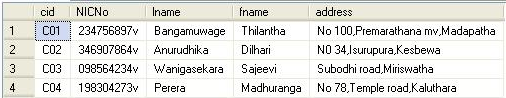 cid NICNo lname fname address
1 C01 234756897v Bangamuwage Thilantha No 100,Premarathana mv,Madapatha
2 C02 346907864v Anurudhika Dilhari N0 34,Isurupura,Kesbewa
3 C03 098564234v Wanigasekara Sajeevi Subodhi road,Miriswatha
4 C04 198304273v Perera Madhuranga No 78,Temple road,Kaluthara